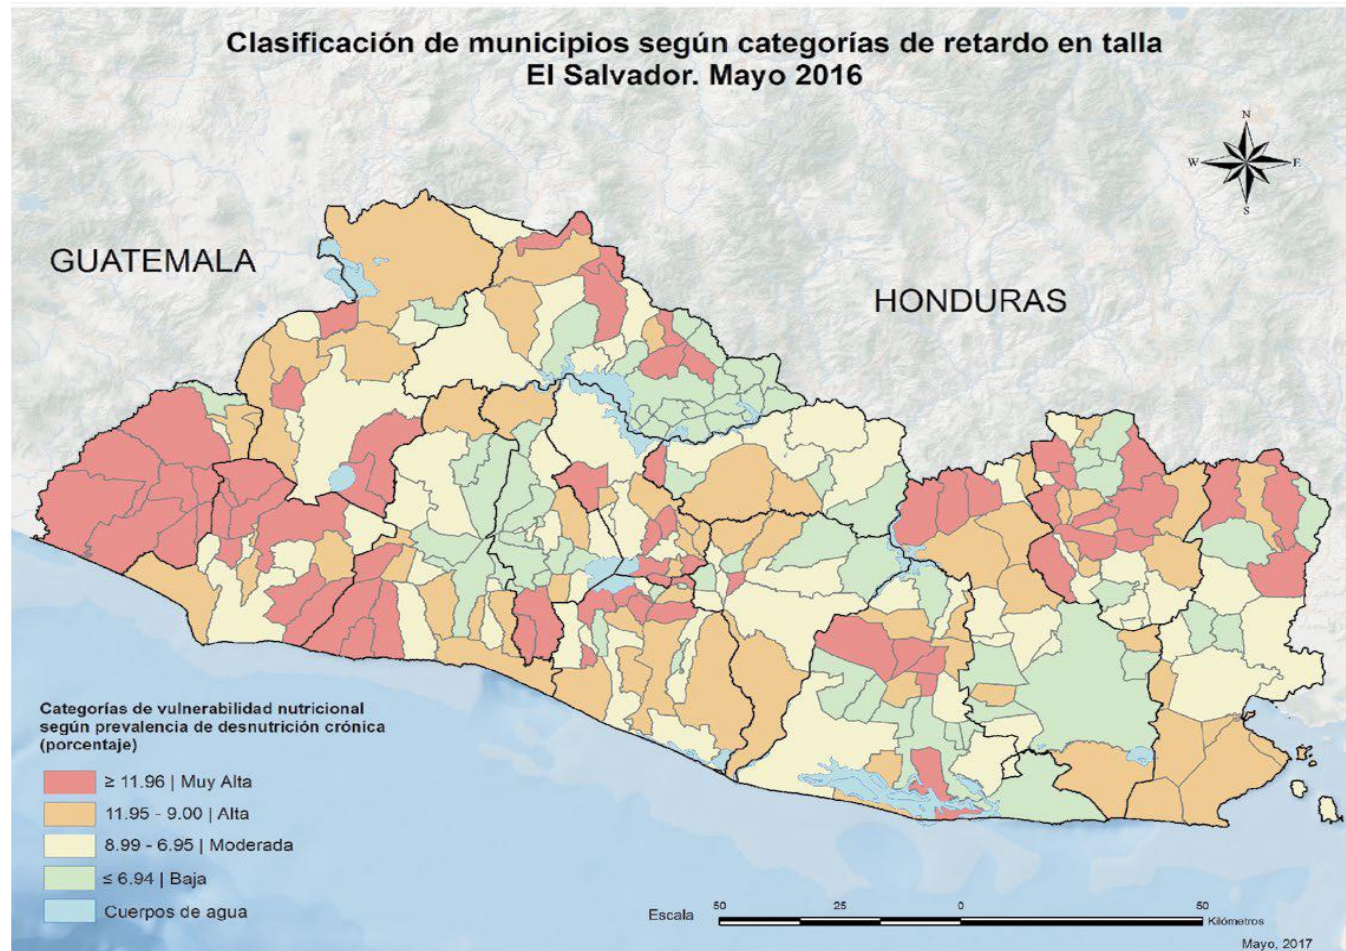 Clasificación de municipios según categorías de retardo en talla
El Salvador. Mayo 2016
N
W
E
S
GUATEMALA
HONDURAS
Categorías de vulnerabilidad nutricional
según prevalencia de desnutrición crónica
(porcentaje)
≥ 11.96 | Muy Alta
11.95 - 9.00 | Alta
8.99 - 6.95 | Moderada
≤ 6.94 | Baja
Cuerpos de agua
Escala
50 25 0 50
Kilómetros
Mayo, 2017